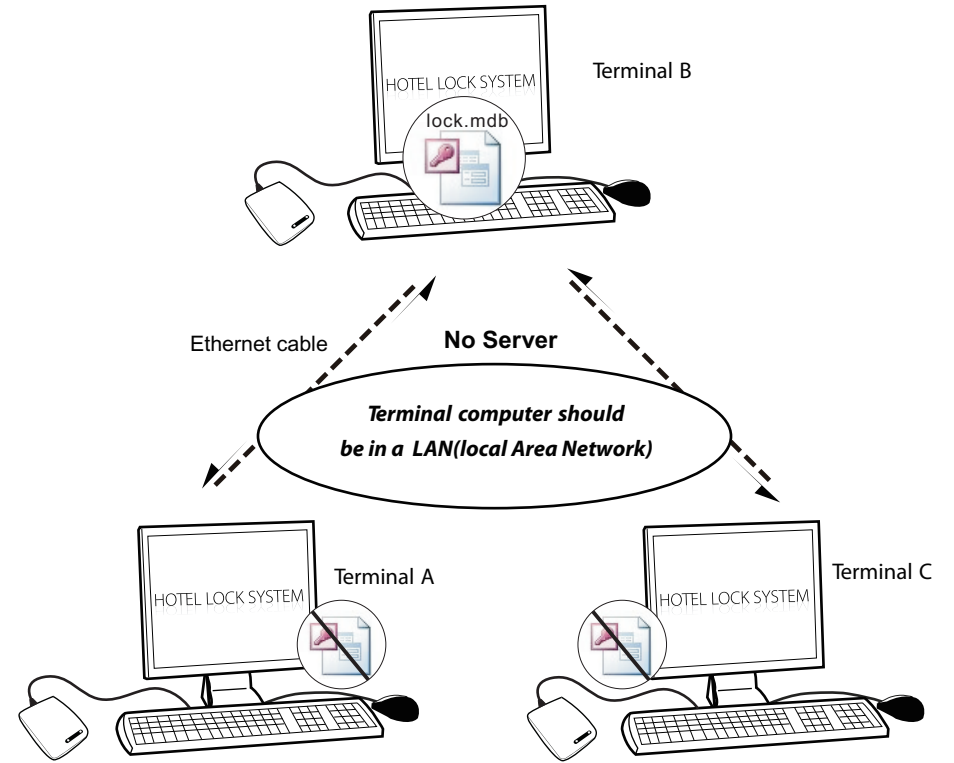 Terminal B
HOTEL LOCK SYSTEM
lock.mdb
Ethernet cable
No Server
Terminal computer should
be in a LAN(local Area Network)
Terminal A
HOTEL LOCK SYSTEM
Terminal C
HOTEL LOCK SYSTEM